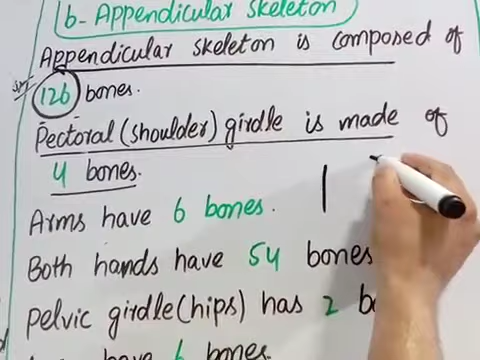 b- Appendicular skeleton
Appendicular skeleton is composed of
126 bones.
Pectoral (shoulder) girdle is made of
4 bones.
Arms have 6 bones.
Both hands have 54 bones
Pelvic girdle (hips) has 2
have 6 bones.